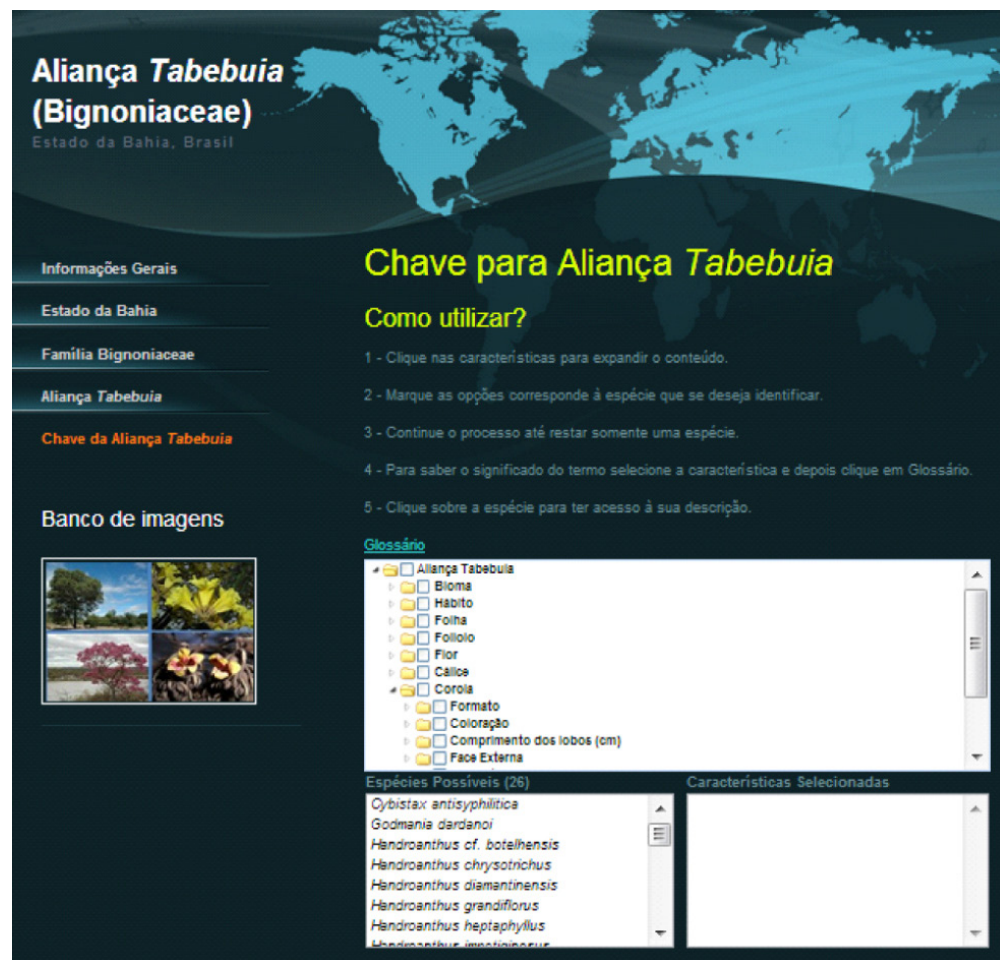 Aliança Tabebuia
(Bignoniaceae)
Estado da Bahia, Brasil
Informações Gerais
Estado da Bahia
Família Bignoniaceae
Aliança Tabebuia
Chave da Aliança Tabebuia
Banco de imagens
Chave para Aliança Tabebuia
Como utilizar?
1 - Clique nas características para expandir o conteúdo.
2 - Marque as opções corresponde à espécie que se deseja identificar.
3 - Continue o processo até restar somente uma espécie.
4 - Para saber o significado do termo selecione a característica e depois clique em Glossário.
5 - Clique sobre a espécie para ter acesso à sua descrição.
Glossário
Aliança Tabebuia
Bioma
Hábito
Folha
Folíolo
Flor
Cálice
Corola
Formato
Coloração
Comprimento dos lobos (cm)
Face Externa
Espécies Possíveis (26)
Cybistax antisyphilitica
Godmania dardanoi
Handroanthus cf. botelhensis
Handroanthus chrysotrichus
Handroanthus diamantinensis
Handroanthus grandiflorus
Handroanthus heptaphyllus
Handroanthus impetiginosus
Características Selecionadas